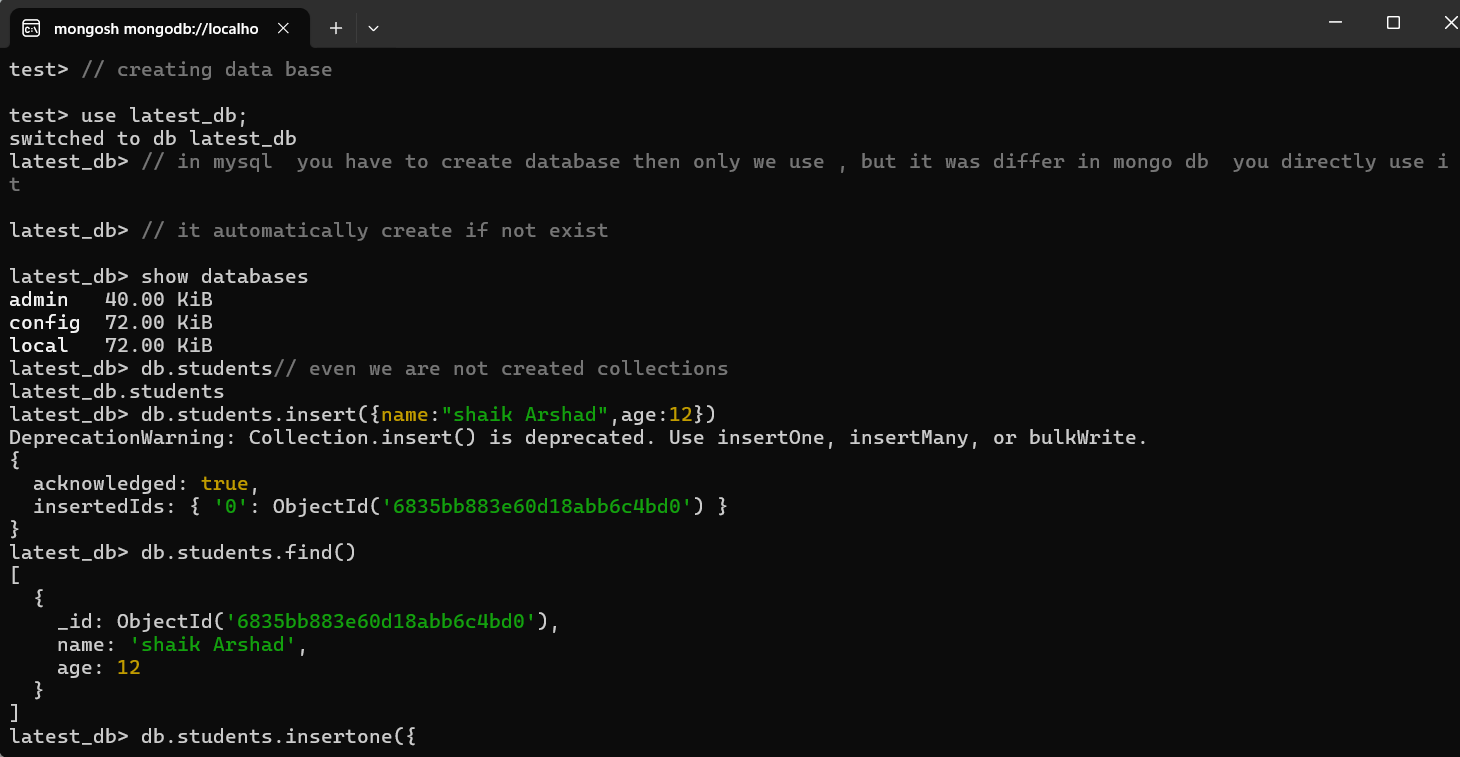 mongosh mongodb://localho
test> // creating data base
test> use latest_db;
switched to db latest_db
latest_db> // in mysql  you have to create database then only we use , but it was differ in mongo db  you directly use i
t
latest_db> // it automatically create if not exist
latest_db> show databases
admin   40.00 KiB
config  72.00 KiB
local   72.00 KiB
latest_db> db.students// even we are not created collections
latest_db.students
latest_db> db.students.insert({name:"shaik Arshad",age:12})
DeprecationWarning: Collection.insert() is deprecated. Use insertOne, insertMany, or bulkWrite.
{
  acknowledged: true,
  insertedIds: { '0': ObjectId('6835bb883e60d18abb6c4bd0') }
}
latest_db> db.students.find()
[
  {
    _id: ObjectId('6835bb883e60d18abb6c4bd0'),
    name: 'shaik Arshad',
    age: 12
  }
]
latest_db> db.students.insertone({